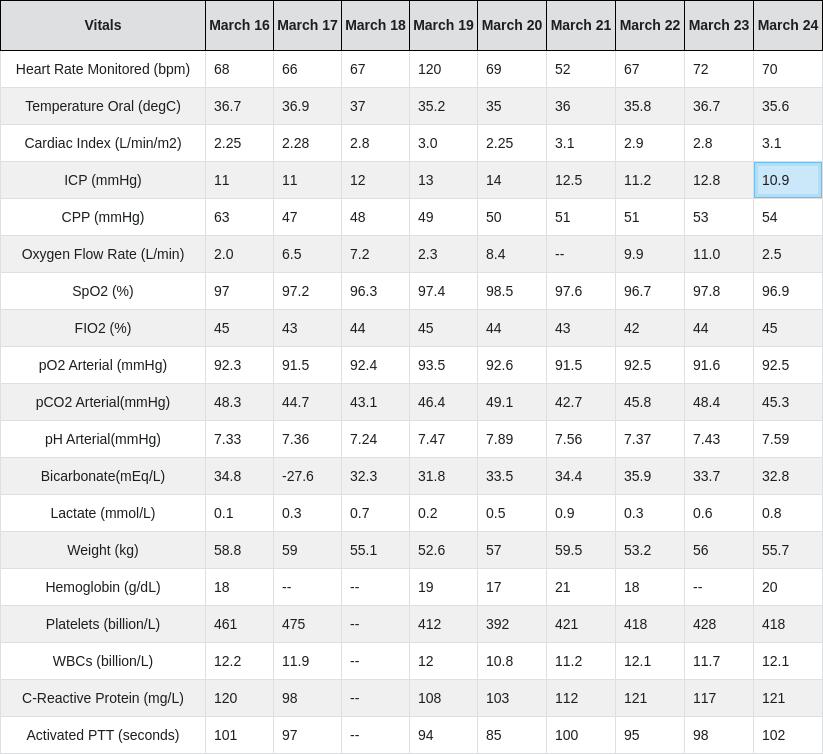 Vitals March 16 March 17 March 18 March 19 March 20 March 21 March 22 March 23 March 24
Heart Rate Monitored (bpm) 68 66 67 120 69 52 67 72 70
Temperature Oral (degC) 36.7 36.9 37 35.2 35 36 35.8 36.7 35.6
Cardiac Index (L/min/m2) 2.25 2.28 2.8 3.0 2.25 3.1 2.9 2.8 3.1
ICP (mmHg) 11 11 12 13 14 12.5 11.2 12.8 10.9
CPP (mmHg) 63 47 48 49 50 51 51 53 54
Oxygen Flow Rate (L/min) 2.0 6.5 7.2 2.3 8.4 -- 9.9 11.0 2.5
SpO2 (%) 97 97.2 96.3 97.4 98.5 97.6 96.7 97.8 96.9
FIO2 (%) 45 43 44 45 44 43 42 44 45
pO2 Arterial (mmHg) 92.3 91.5 92.4 93.5 92.6 91.5 92.5 91.6 92.5
pCO2 Arterial(mmHg) 48.3 44.7 43.1 46.4 49.1 42.7 45.8 48.4 45.3
pH Arterial(mmHg) 7.33 7.36 7.24 7.47 7.89 7.56 7.37 7.43 7.59
Bicarbonate(mEq/L) 34.8 -27.6 32.3 31.8 33.5 34.4 35.9 33.7 32.8
Lactate (mmol/L) 0.1 0.3 0.7 0.2 0.5 0.9 0.3 0.6 0.8
Weight (kg) 58.8 59 55.1 52.6 57 59.5 53.2 56 55.7
Hemoglobin (g/dL) 18 -- -- 19 17 21 18 -- 20
Platelets (billion/L) 461 475 -- 412 392 421 418 428 418
WBCs (billion/L) 12.2 11.9 -- 12 10.8 11.2 12.1 11.7 12.1
C-Reactive Protein (mg/L) 120 98 -- 108 103 112 121 117 121
Activated PTT (seconds) 101 97 -- 94 85 100 95 98 102